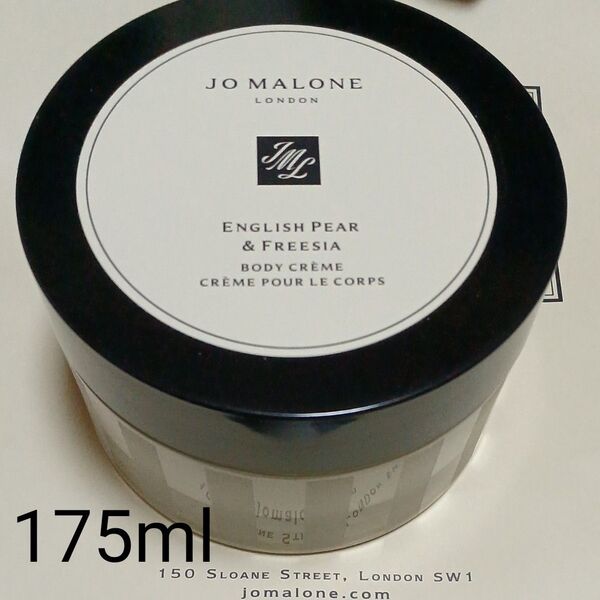 JO MALONE
LONDON
JML
ENGLISH PEAR
& FREESIA
BODY CRÈME
CRÈME POUR LE CORPS
175ml
150 SLOANE STREET, LONDON SW1
jomalone.com